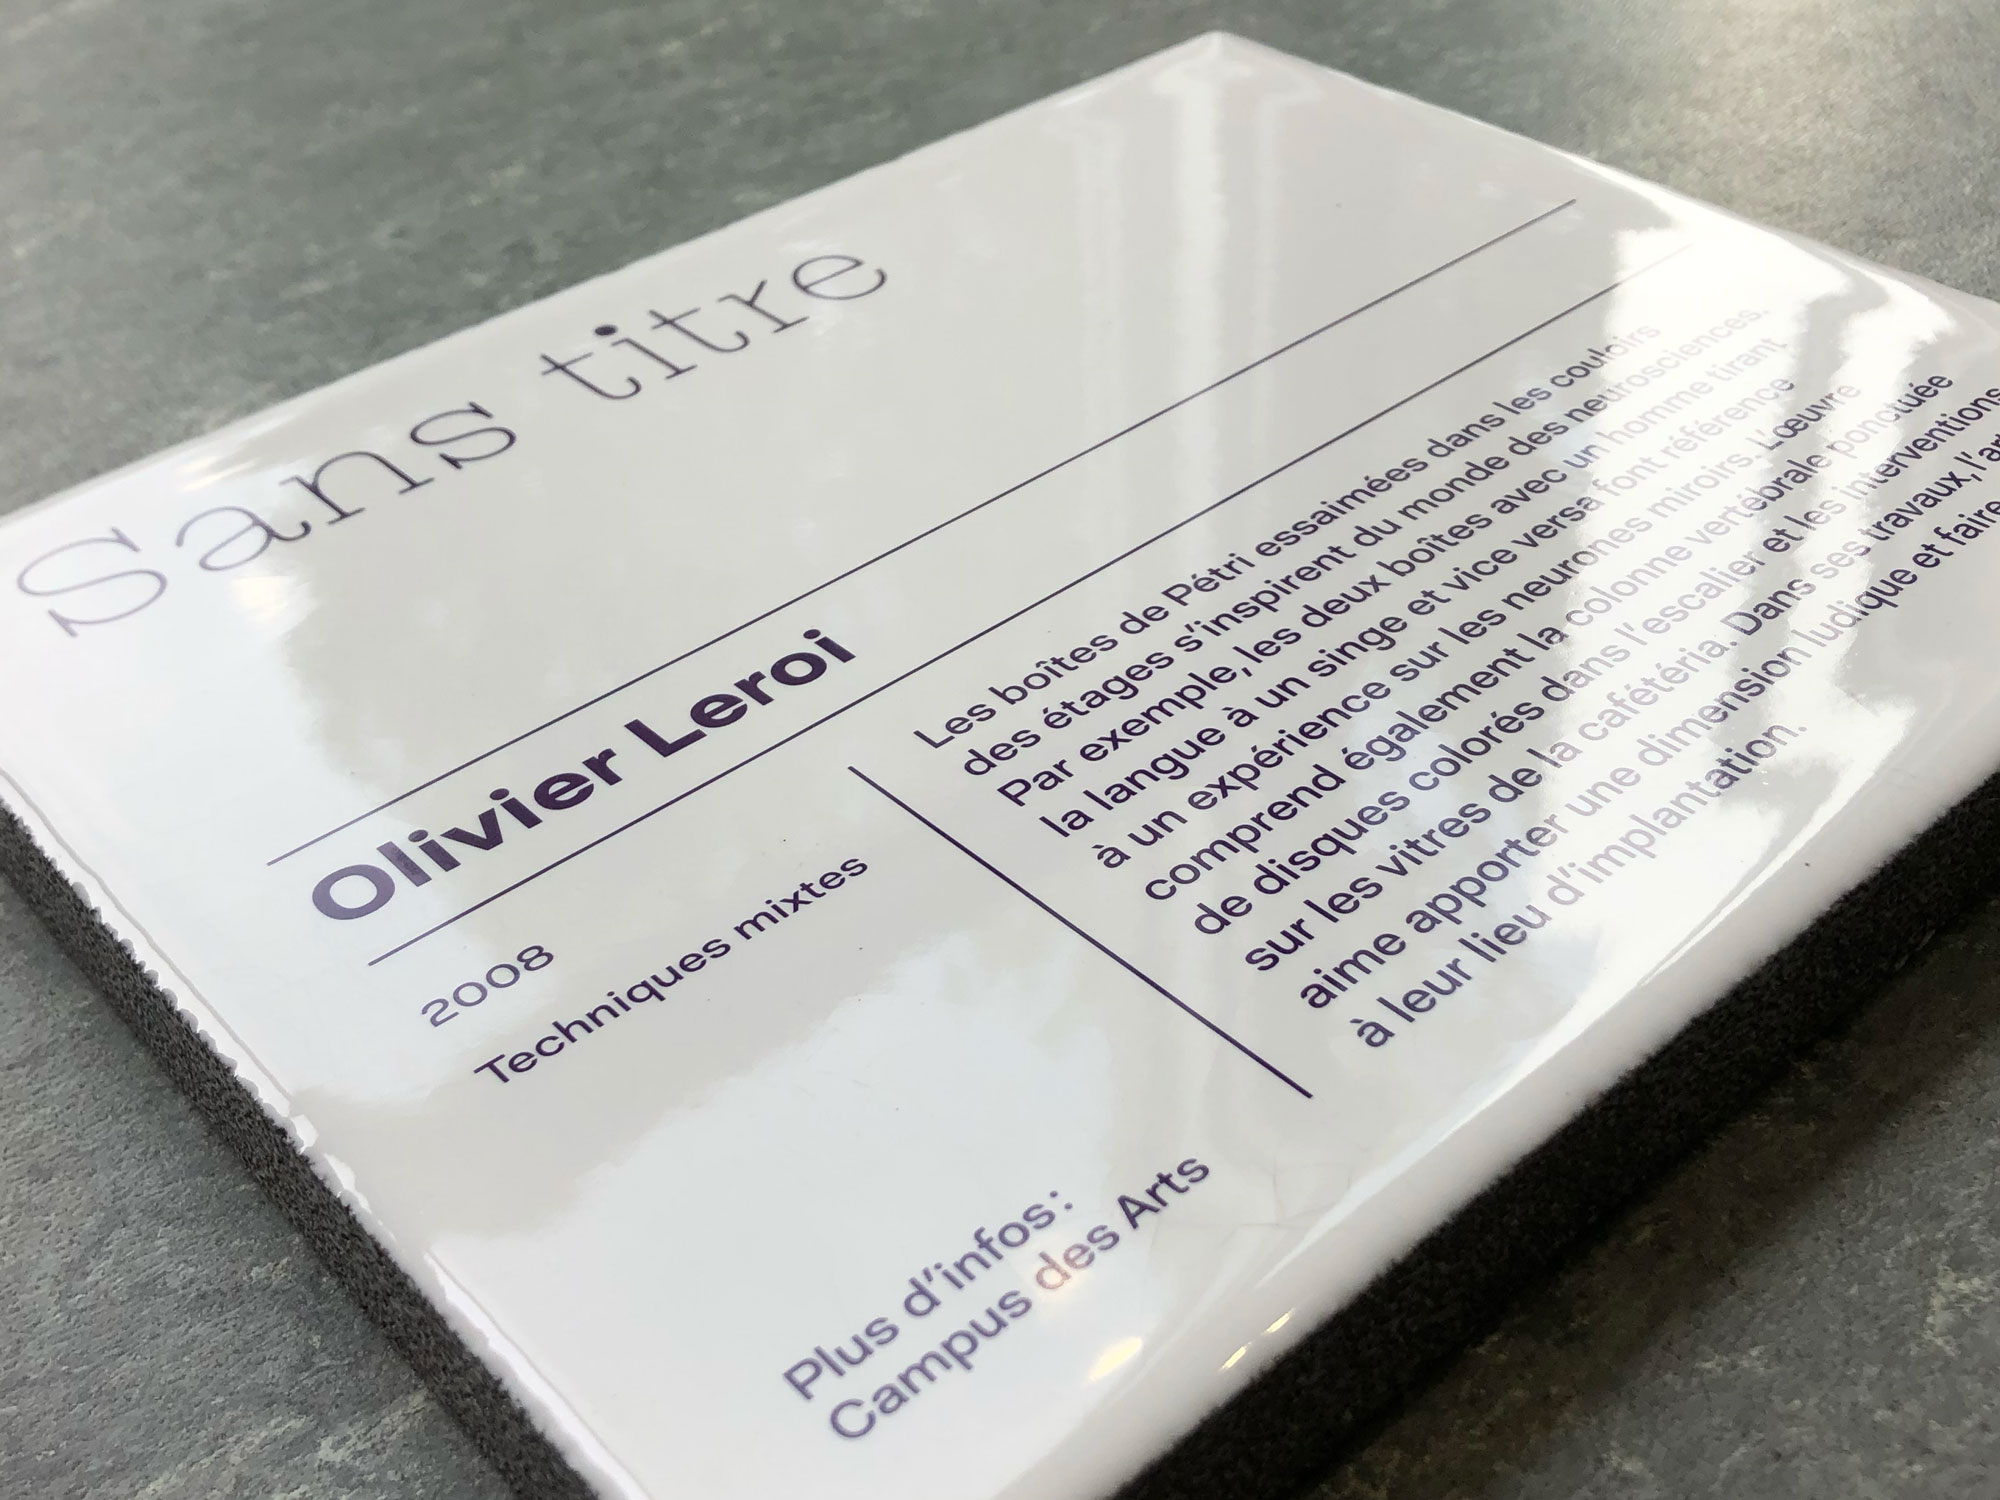 Sans titre
Olivier Leroi
2008
Techniques mixtes
Les boîtes de Pétri essaimées dans les couloirs
des étages s'inspirent du monde des neurosciences.
Par exemple, les deux boîtes avec un homme tirant
la langue à un singe et vice versa font référence
à un expérience sur les neurones miroirs. L'œuvre
comprend également la colonne vertébrale ponctuée
de disques colorés dans l'escalier et les interventions
sur les vitres de la cafétéria. Dans ses travaux,
aime apporter une dimension ludique et faire
à leur lieu d'implantation.
Plus d'infos:
Campus des Arts